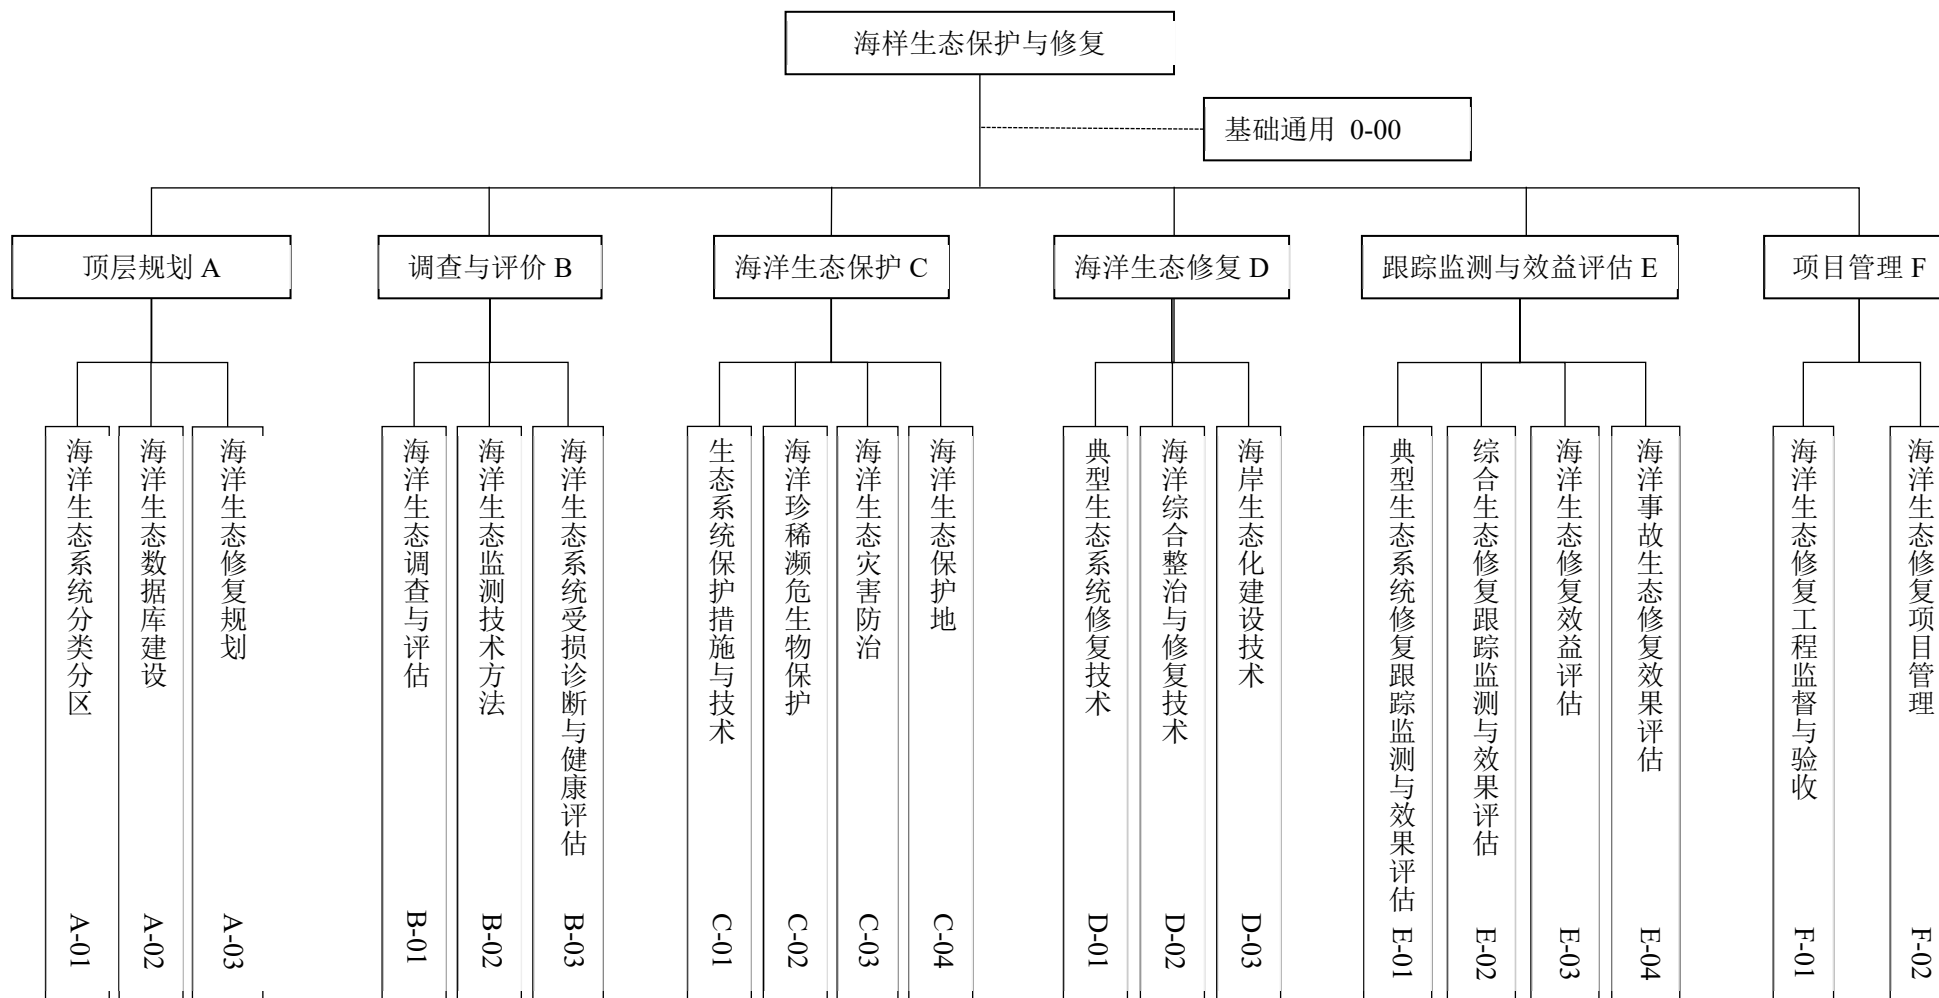 海样生态保护与修复
基础通用 0-00
顶层规划 A
调查与评价 B
海洋生态保护 C
海洋生态修复 D
跟踪监测与效益评估 E
项目管理 F
海洋生态系统分类分区 A-01
海洋生态数据库建设 A-02
海洋生态修复规划 A-03
海洋生态调查与评估 B-01
海洋生态监测技术方法 B-02
海洋生态系统受损诊断与健康评估 B-03
生态系统保护措施与技术 C-01
海洋珍稀濒危生物保护 C-02
海洋生态灾害防治 C-03
海洋生态保护地 C-04
典型生态系统修复技术 D-01
海洋综合整治与修复技术 D-02
海岸生态化建设技术 D-03
典型生态系统修复跟踪监测与效果评估 E-01
综合生态修复跟踪监测与效果评估 E-02
海洋生态修复效益评估 E-03
海洋事故生态修复效果评估 E-04
海洋生态修复工程监督与验收 F-01
海洋生态修复项目管理 F-02